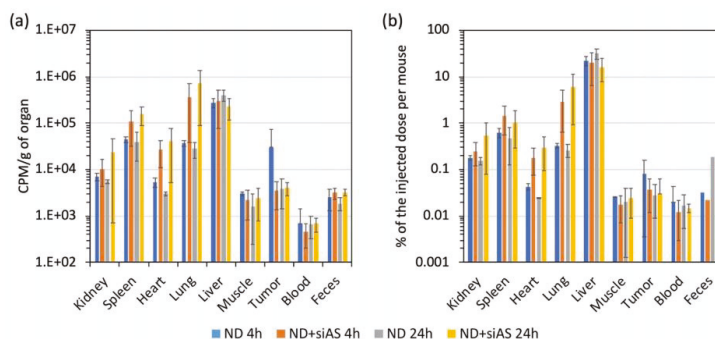 (a)
CPM/g of organ
1.E+07
1.E+06
1.E+05
1.E+04
1.E+03
1.E+02
Kidney
Spleen
Heart
Lung
Liver
Muscle
Tumor
Blood
Feces
(b)
% of the injected dose per mouse
100
10
1
0.1
0.01
0.001
Kidney
Spleen
Heart
Lung
Liver
Muscle
Tumor
Blood
Feces
ND 4h ND+siAS 4h ND 24h ND+siAS 24h